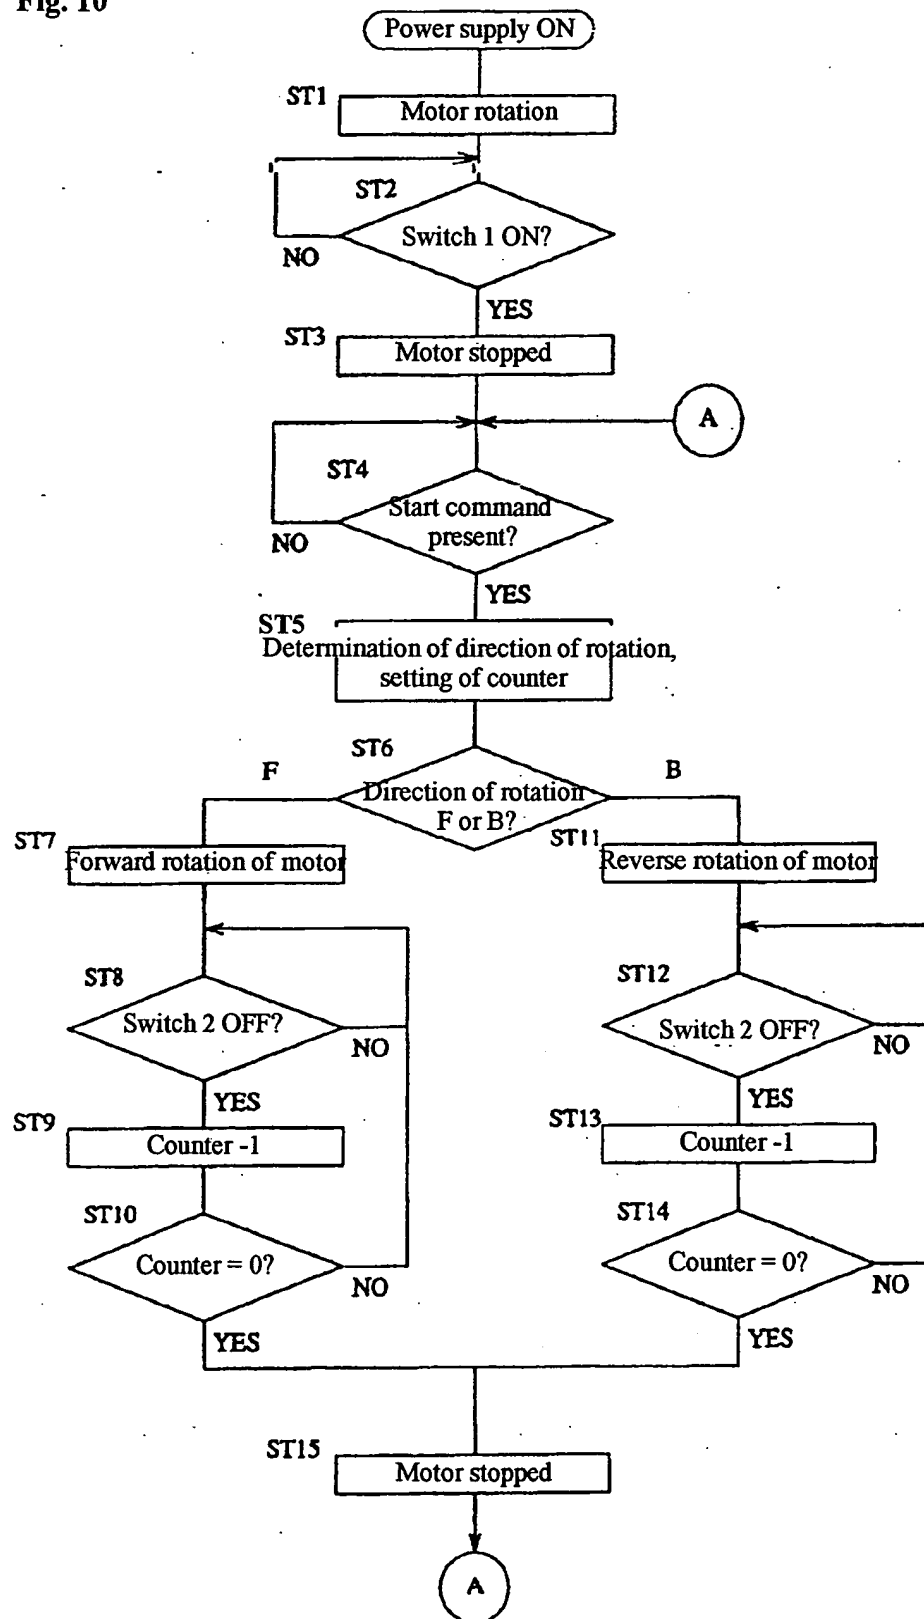 Fig. 10
Power supply ON
ST1
Motor rotation
ST2
Switch 1 ON?
NO
YES
ST3
Motor stopped
A
ST4
Start command
present?
NO
YES
ST5
Determination of direction of rotation,
setting of counter
ST6
F
B
Direction of rotation
F or B?
ST7
Forward rotation of motor
ST11
Reverse rotation of motor
ST8
Switch 2 OFF?
NO
YES
ST12
Switch 2 OFF?
NO
YES
ST9
Counter -1
ST13
Counter -1
ST10
Counter = 0?
NO
YES
ST14
Counter = 0?
NO
YES
ST15
Motor stopped
A